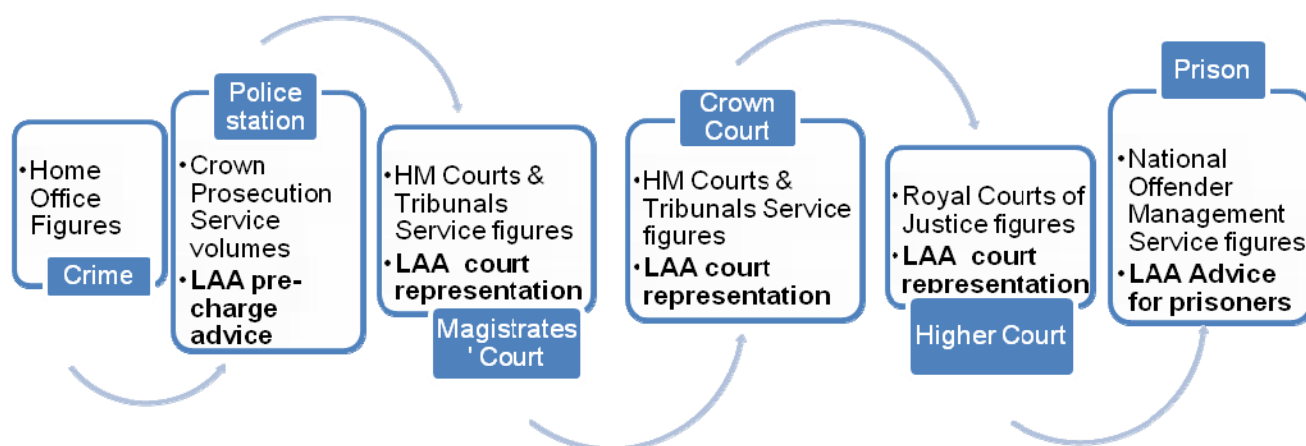 • Home
Office
Figures
Crime
Police
station
• Crown
Prosecution
Service
volumes
• LAA pre-
charge
advice
• HM Courts &
Tribunals
Service figures
• LAA court
representation
Magistrates
' Court
Crown
Court
• HM Courts &
Tribunals Service
figures
• LAA court
representation
• Royal Courts of
Justice figures
• LAA court
representation
Higher Court
Prison
• National
Offender
Management
Service figures
• LAA Advice
for prisoners